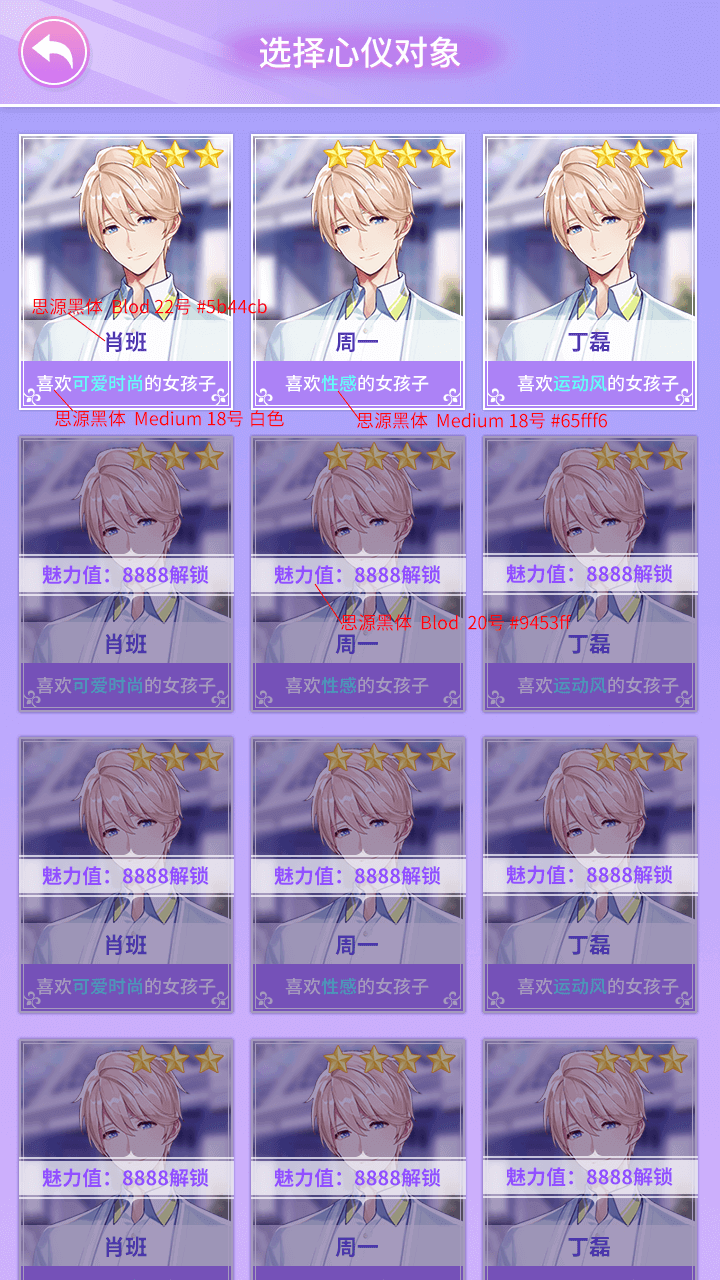 选择心仪对象
思源黑体 Blod 22号 #5b44cb
肖班
周一
丁磊
喜欢可爱时尚的女孩子
喜欢性感的女孩子
喜欢运动风的女孩子
思源黑体 Medium 18号 白色
思源黑体 Medium 18号 #65fff6
魅力值：8888解锁
魅力值：8888解锁
魅力值：8888解锁
思源黑体 Blod 20号 #9453ff
肖班
周一
丁磊
喜欢可爱时尚的女孩子
喜欢性感的女孩子
喜欢运动风的女孩子
魅力值：8888解锁
魅力值：8888解锁
魅力值：8888解锁
肖班
周一
丁磊
喜欢可爱时尚的女孩子
喜欢性感的女孩子
喜欢运动风的女孩子
魅力值：8888解锁
魅力值：8888解锁
魅力值：8888解锁
肖班
周一
丁磊